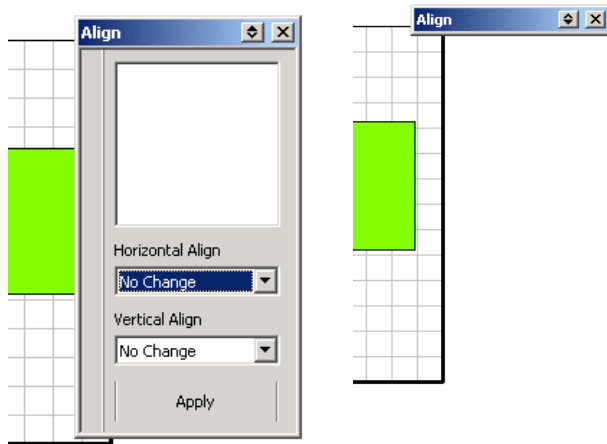 Align
Horizontal Align
No Change
Vertical Align
No Change
Apply
Align